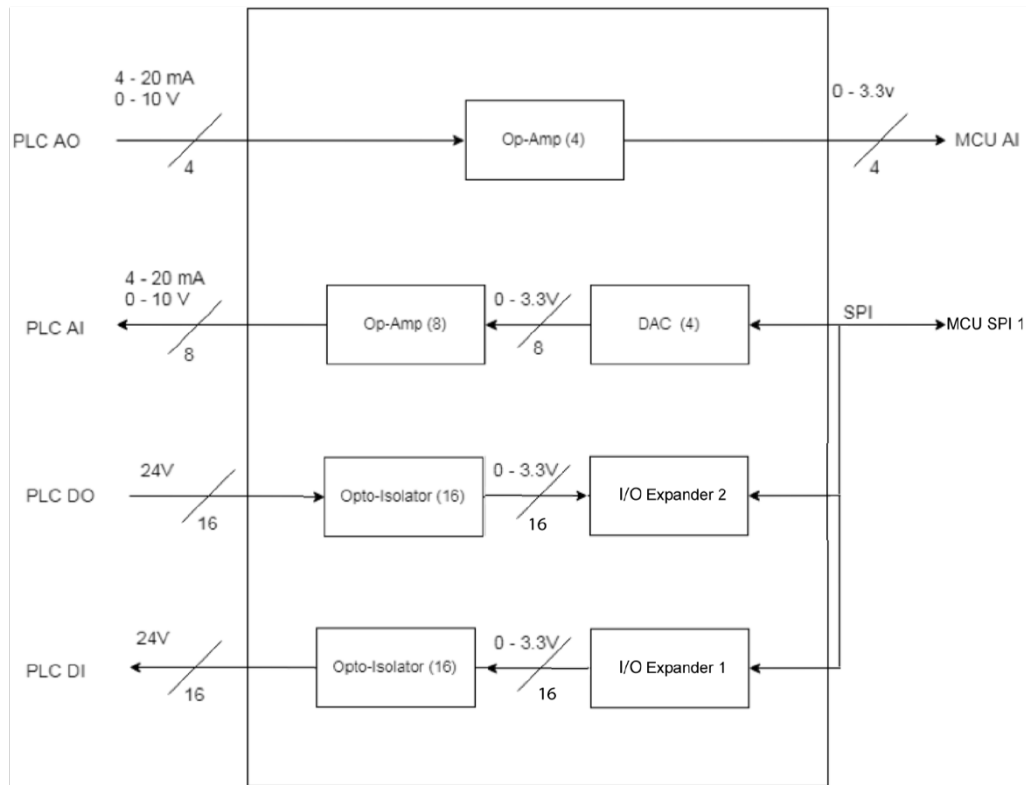 4 - 20 mA
0 - 10 V
PLC AO
4
Op-Amp (4)
0 - 3.3v
4
MCU AI
4 - 20 mA
0 - 10 V
PLC AI
8
Op-Amp (8)
0 - 3.3V
8
DAC (4)
SPI
MCU SPI 1
24V
PLC DO
16
Opto-Isolator (16)
0 - 3.3V
16
I/O Expander 2
24V
PLC DI
16
Opto-Isolator (16)
0 - 3.3V
16
I/O Expander 1